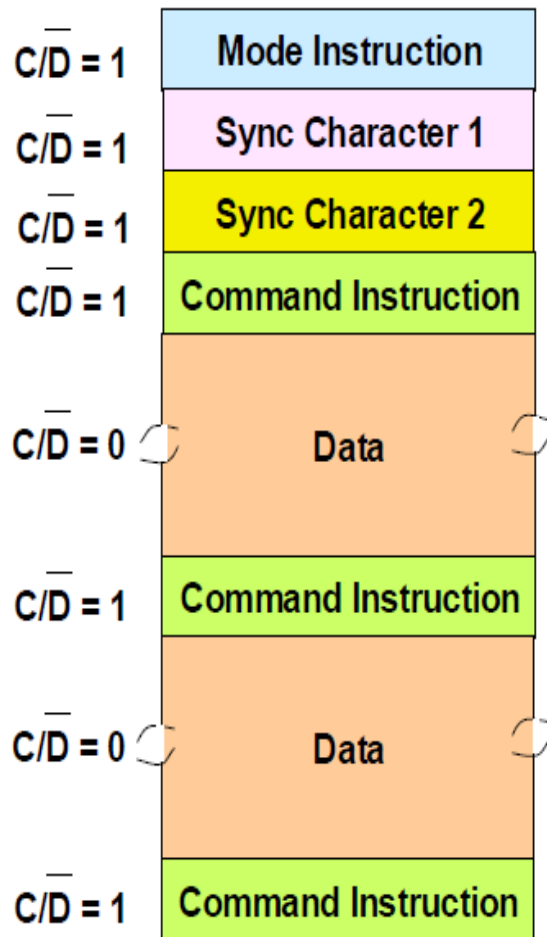 C/D̅ = 1 Mode Instruction
C/D̅ = 1 Sync Character 1
C/D̅ = 1 Sync Character 2
C/D̅ = 1 Command Instruction
C/D̅ = 0 Data
C/D̅ = 1 Command Instruction
C/D̅ = 0 Data
C/D̅ = 1 Command Instruction